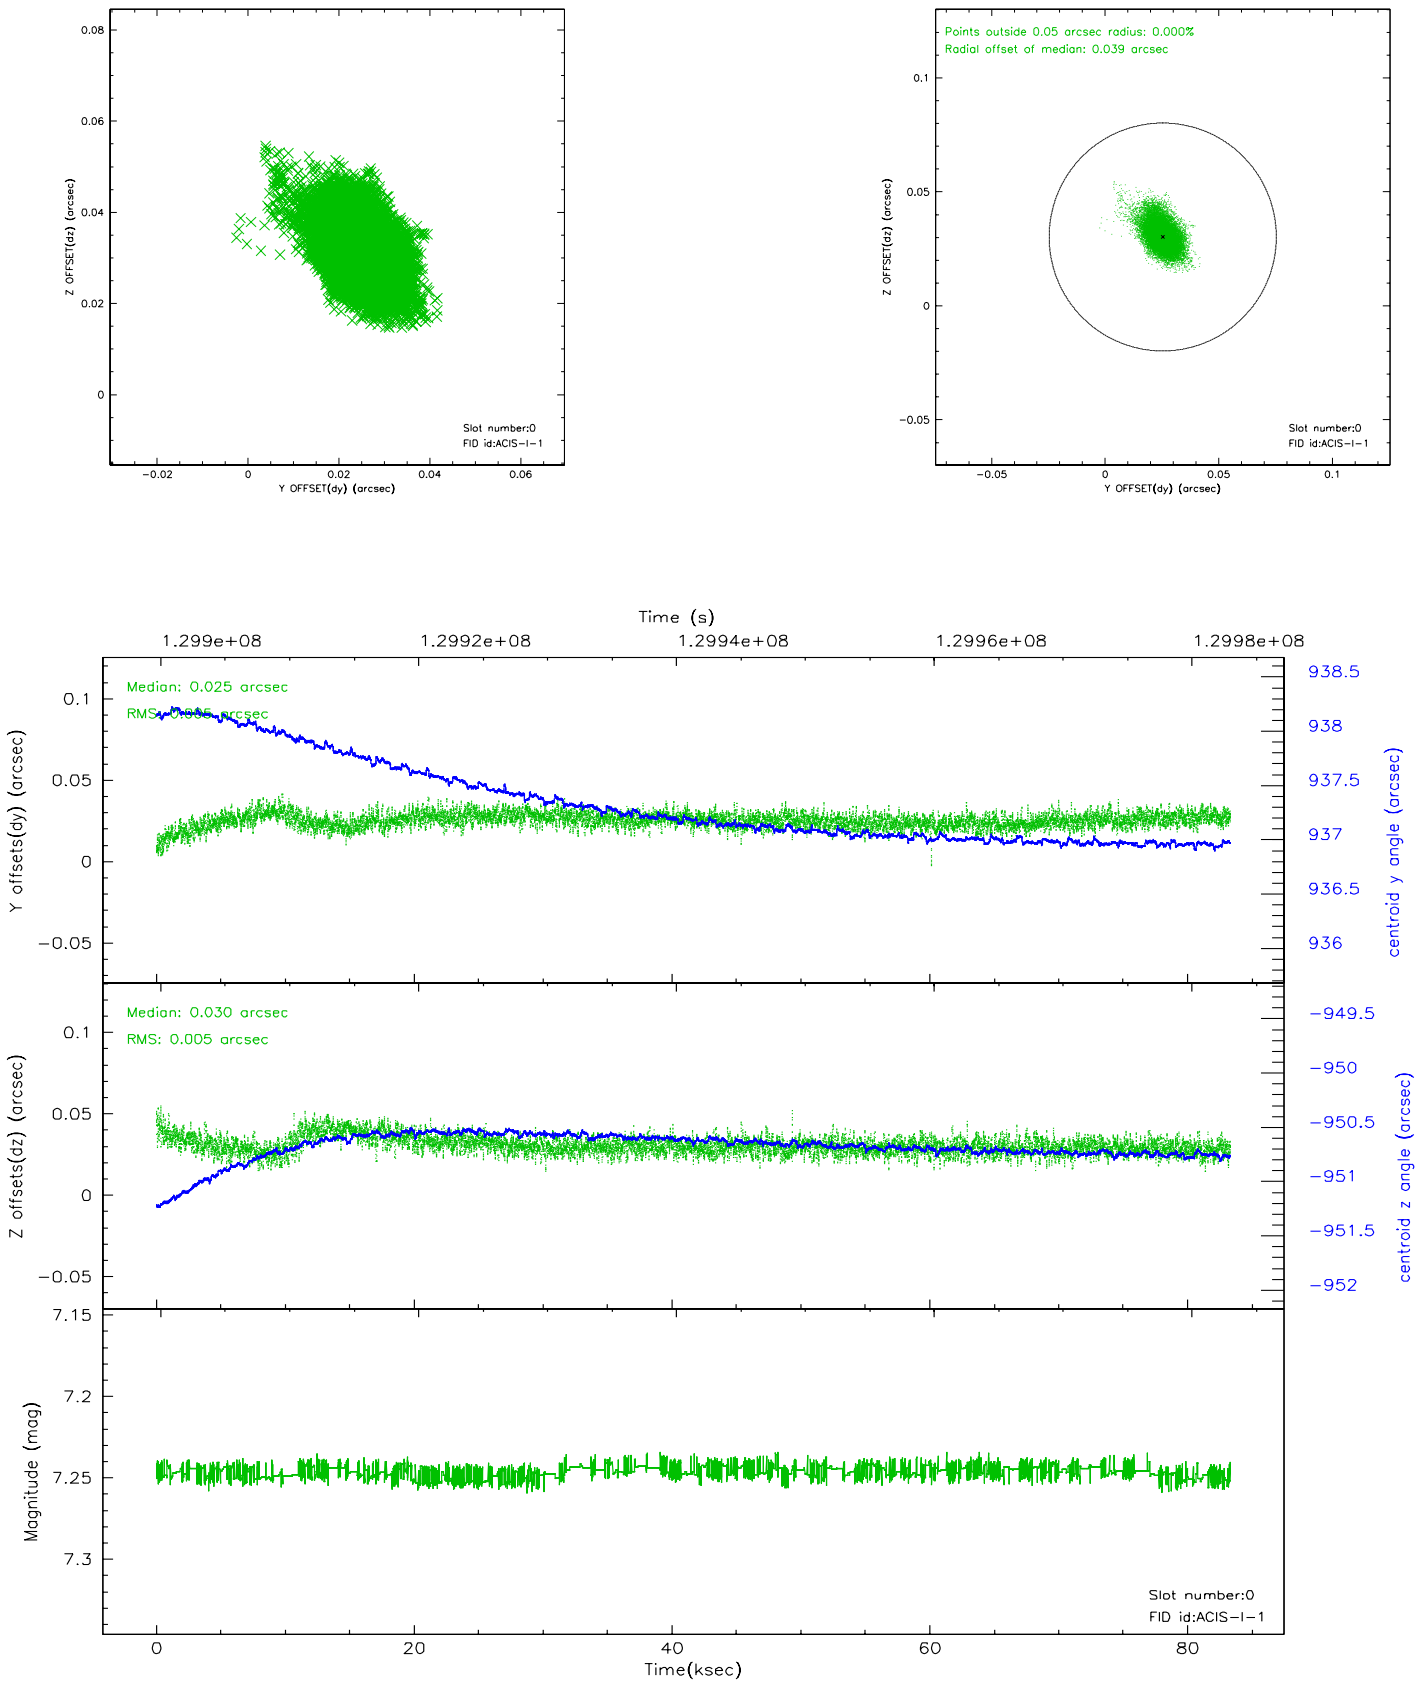 0.08
0.06
0.04
0.02
0
Z OFFSET(dz) (arcsec)
Slot number:0
FID id:ACIS-I-1
-0.02 0 0.02 0.04 0.06
Y OFFSET(dy) (arcsec)
Points outside 0.05 arcsec radius: 0.000%
Radial offset of median: 0.039 arcsec
0.1
0.05
0
-0.05
Z OFFSET(dz) (arcsec)
Slot number:0
FID id:ACIS-I-1
-0.05 0 0.05 0.1
Y OFFSET(dy) (arcsec)
Time (s)
1.299e+08 1.2992e+08 1.2994e+08 1.2996e+08 1.2998e+08
Median: 0.025 arcsec
RMS: 0.005 arcsec
0.1
0.05
0
-0.05
Y offsets(dy) (arcsec)
938.5
938
937.5
937
936.5
936
centroid y angle (arcsec)
Median: 0.030 arcsec
RMS: 0.005 arcsec
0.1
0.05
0
-0.05
Z offsets(dz) (arcsec)
-949.5
-950
-950.5
-951
-951.5
-952
centroid z angle (arcsec)
7.15
7.2
7.25
7.3
Magnitude (mag)
Slot number:0
FID id:ACIS-I-1
0 20 40 60 80
Time(ksec)